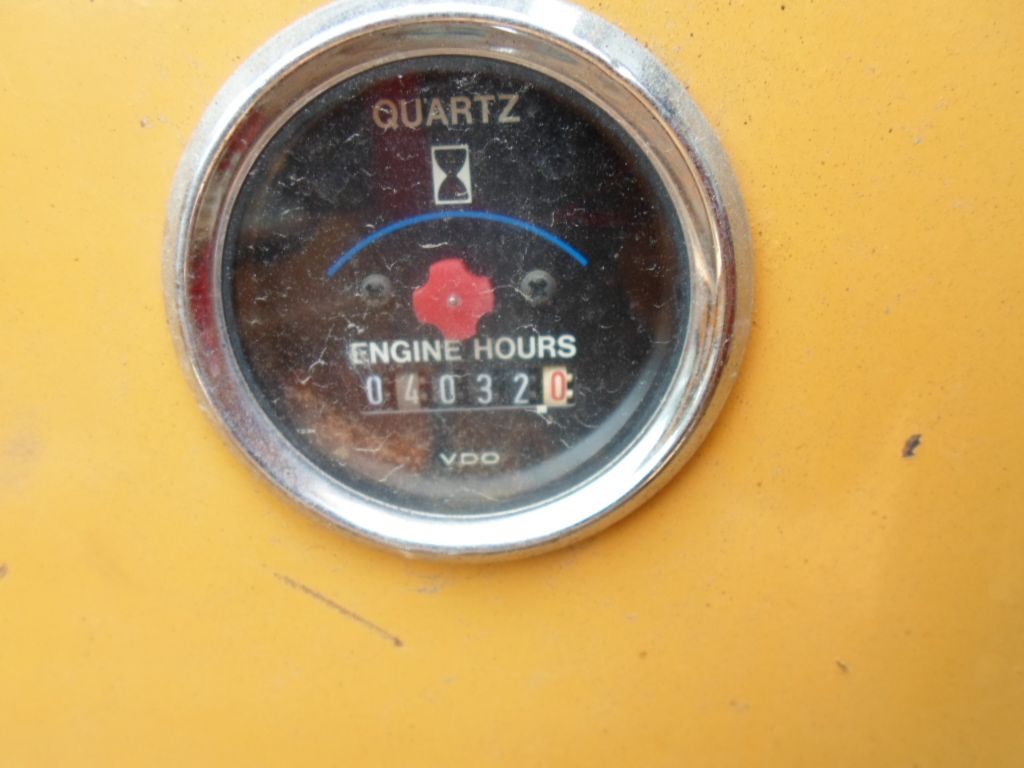 QUARTZ
ENGINE HOURS
040320
VDO